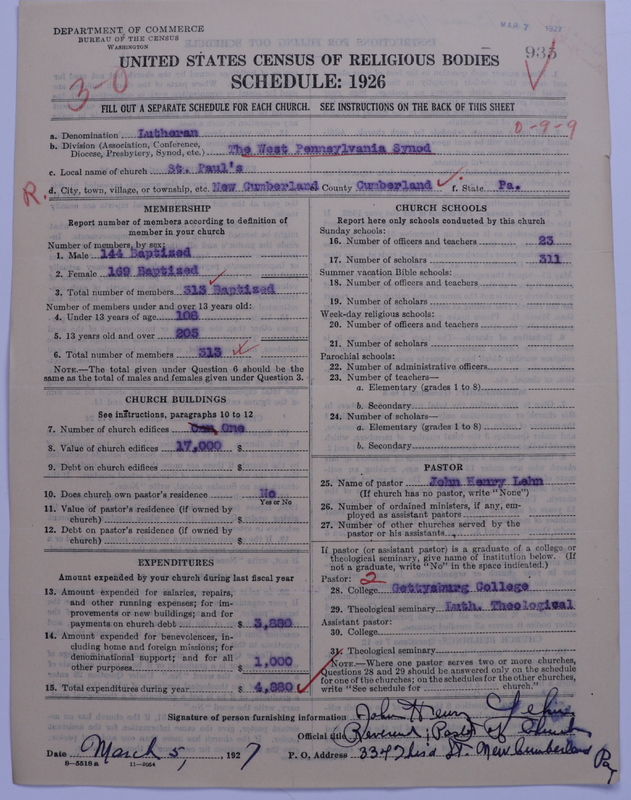 DEPARTMENT OF COMMERCE
BUREAU OF THE CENSUS
WASHINGTON
MAR 7 1927
935
UNITED STATES CENSUS OF RELIGIOUS BODIES
SCHEDULE: 1926
3-0
FILL OUT A SEPARATE SCHEDULE FOR EACH CHURCH. SEE INSTRUCTIONS ON THE BACK OF THIS SHEET
0-9-9
a. Denomination Lutheran
b. Division (Association, Conference, Diocese, Presbytery, Synod, etc.) The West Pennsylvania Synod
c. Local name of church St. Paul's
R. d. City, town, village, or township, etc. New Cumberland County Cumberland f. State Pa.
MEMBERSHIP
Report number of members according to definition of
member in your church
Number of members, by sex:
1. Male 144 Baptized
2. Female 169 Baptized
3. Total number of members 313 Baptized
Number of members under and over 13 years old:
4. Under 13 years of age 108
5. 13 years old and over 205
6. Total number of members 313
NOTE.—The total given under Question 6 should be the
same as the total of males and females given under Question 3.
CHURCH BUILDINGS
See instructions, paragraphs 10 to 12
7. Number of church edifices One
8. Value of church edifices 17,000 $
9. Debt on church edifices $
10. Does church own pastor's residence No
Yes or No
11. Value of pastor's residence (if owned by
church) $
12. Debt on pastor's residence (if owned by
church) $
EXPENDITURES
Amount expended by your church during last fiscal year
13. Amount expended for salaries, repairs,
and other running expenses; for im-
provements or new buildings; and for
payments on church debt $ 3,880
14. Amount expended for benevolences, in-
cluding home and foreign missions; for
denominational support; and for all
other purposes $ 1,000
15. Total expenditures during year $ 4,880
CHURCH SCHOOLS
Report here only schools conducted by this church
Sunday schools:
16. Number of officers and teachers 23
17. Number of scholars 311
Summer vacation Bible schools:
18. Number of officers and teachers
19. Number of scholars
Week-day religious schools:
20. Number of officers and teachers
21. Number of scholars
Parochial schools:
22. Number of administrative officers
23. Number of teachers—
a. Elementary (grades 1 to 8)
b. Secondary
24. Number of scholars—
a. Elementary (grades 1 to 8)
b. Secondary
PASTOR
25. Name of pastor John Henry Lehn
(If church has no pastor, write "None")
26. Number of ordained ministers, if any, em-
ployed as assistant pastors
27. Number of other churches served by the
pastor or his assistants
If pastor (or assistant pastor) is a graduate of a college or
theological seminary, give name of institution below. (If
not a graduate, write "No" in the space indicated.)
Pastor: 2
28. College Gettysburg College
29. Theological seminary Luth. Theological
Assistant pastor:
30. College
31. Theological seminary
NOTE.—Where one pastor serves two or more churches,
Questions 28 and 29 should be answered only on the schedule
for one of the churches; on the schedules for the other churches,
write "See schedule for church."
Signature of person furnishing information John Henry
Official title Reverend; Pastor of Church
Date March 5, 1927 P. O. Address 334 Third St. New Cumberland Pa
8-5518a 11-8054